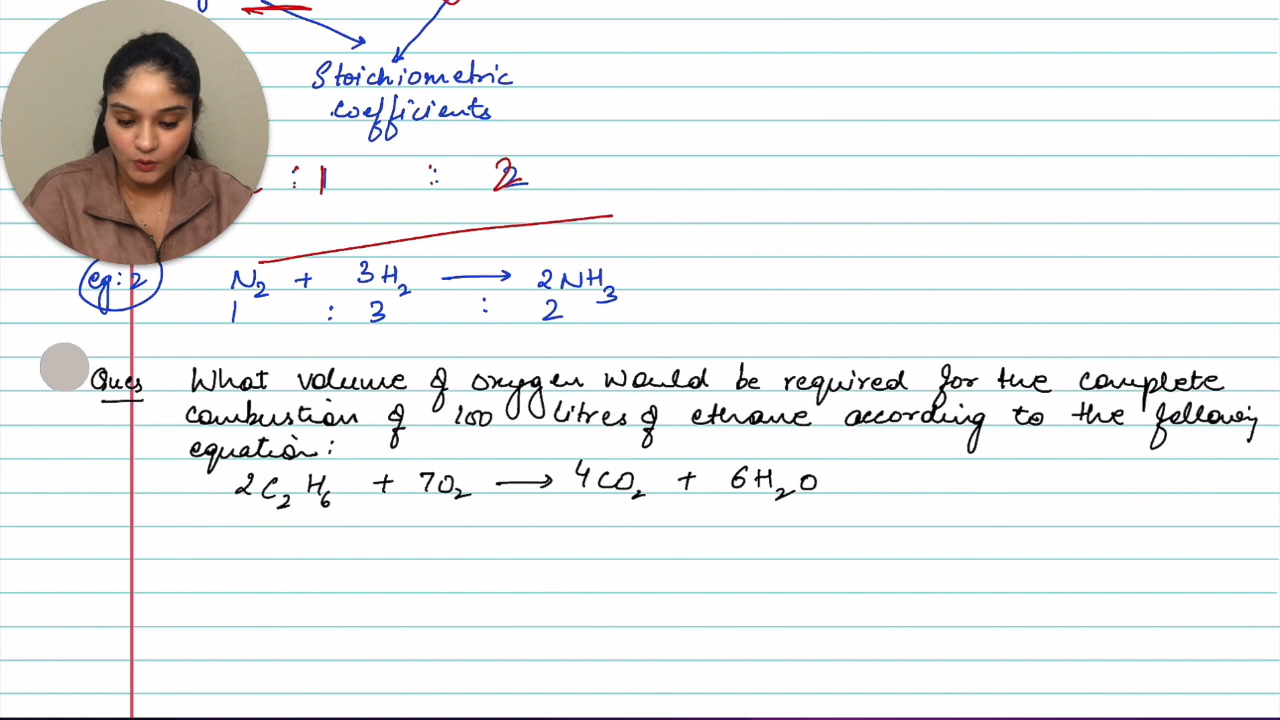 Stoichiometric
coefficients
: 1 : 2
eg: 2 N₂ + 3H₂ → 2NH₃
1 : 3 : 2
Ques What volume of oxygen would be required for the complete
combustion of 100 litres of ethane according to the following
equation:
2C₂H₆ + 7O₂ → 4CO₂ + 6H₂O